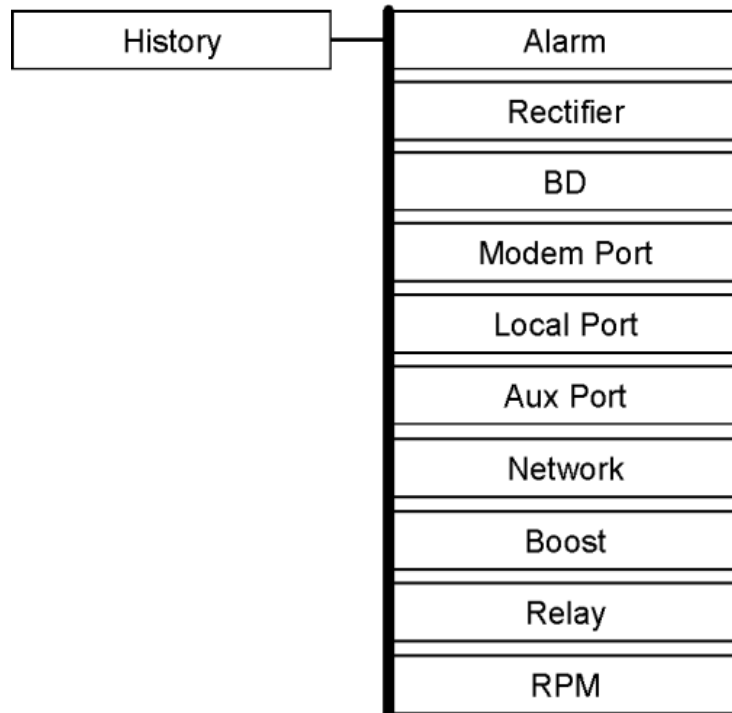 History
Alarm
Rectifier
BD
Modem Port
Local Port
Aux Port
Network
Boost
Relay
RPM